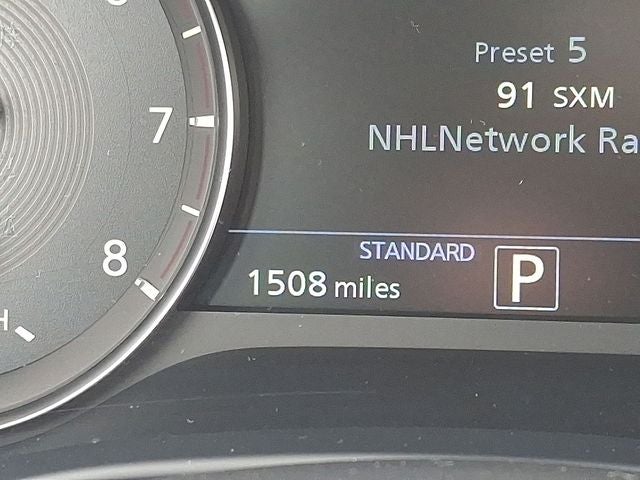 Preset 5
91 SXM
NHLNetwork Ra
7
8
STANDARD
1508 miles
P
H